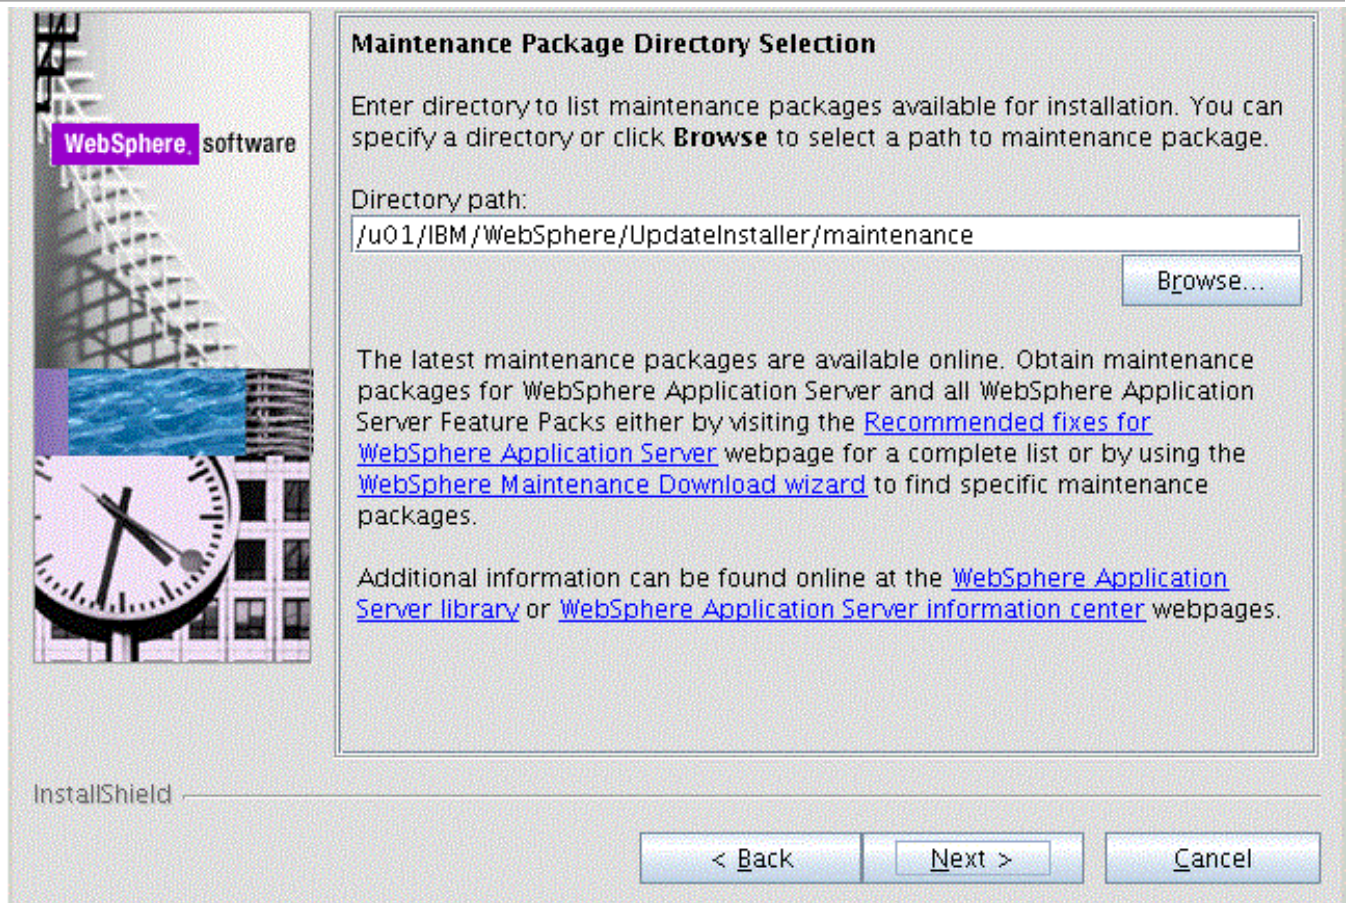 Maintenance Package Directory Selection
Enter directory to list maintenance packages available for installation. You can
specify a directory or click Browse to select a path to maintenance package.
WebSphere. software
Directory path:
/u01/IBM/WebSphere/UpdateInstaller/maintenance
Browse...
The latest maintenance packages are available online. Obtain maintenance
packages for WebSphere Application Server and all WebSphere Application
Server Feature Packs either by visiting the Recommended fixes for
WebSphere Application Server webpage for a complete list or by using the
WebSphere Maintenance Download wizard to find specific maintenance
packages.
Additional information can be found online at the WebSphere Application
Server library or WebSphere Application Server information center webpages.
InstallShield
< Back
Next >
Cancel